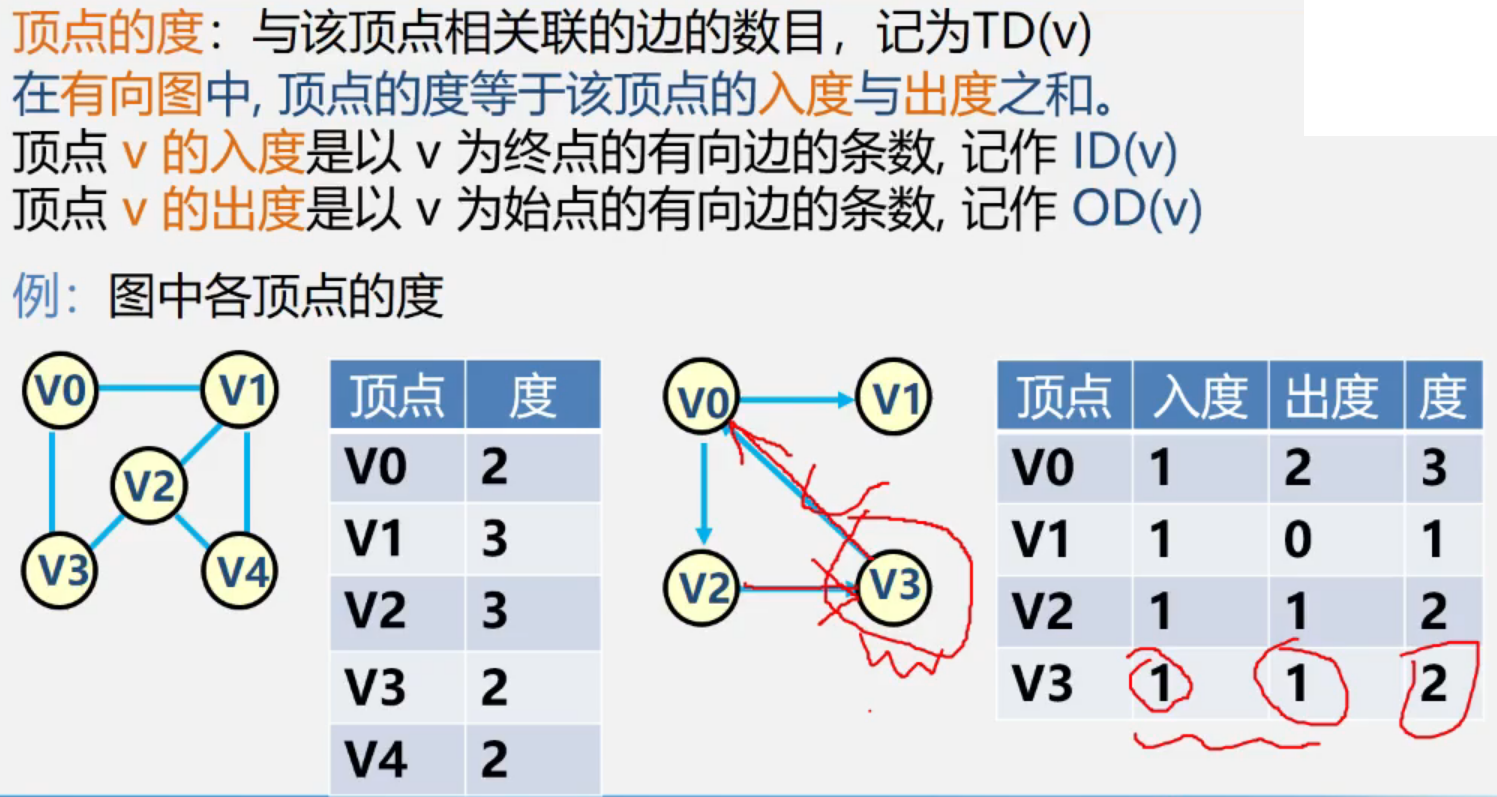 顶点的度：与该顶点相关联的边的数目，记为TD(v)
在有向图中, 顶点的度等于该顶点的入度与出度之和。
顶点 v 的入度是以 v 为终点的有向边的条数, 记作 ID(v)
顶点 v 的出度是以 v 为始点的有向边的条数, 记作 OD(v)
例：图中各顶点的度
V0 V1
V2
V3 V4
顶点 度
V0 2
V1 3
V2 3
V3 2
V4 2
V0 V1
V2 V3
顶点 入度 出度 度
V0 1 2 3
V1 1 0 1
V2 1 1 2
V3 1 1 2